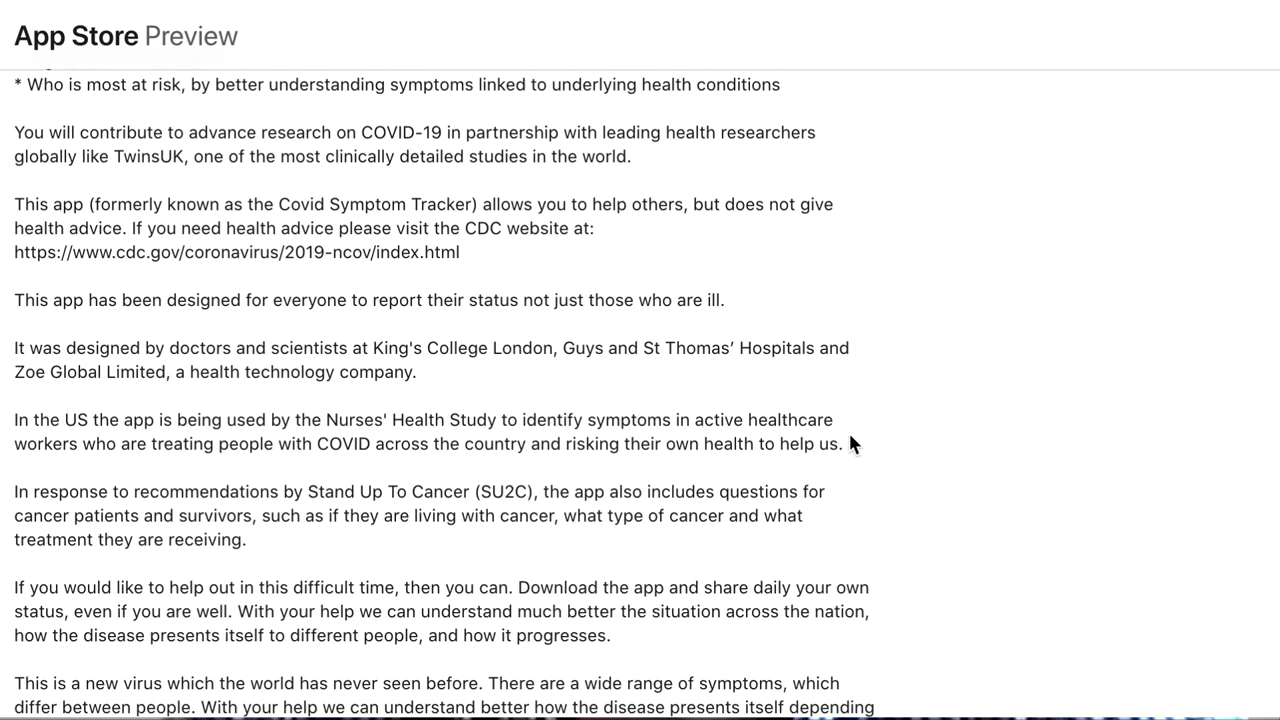 App Store Preview
* Who is most at risk, by better understanding symptoms linked to underlying health conditions
You will contribute to advance research on COVID-19 in partnership with leading health researchers
globally like TwinsUK, one of the most clinically detailed studies in the world.
This app (formerly known as the Covid Symptom Tracker) allows you to help others, but does not give
health advice. If you need health advice please visit the CDC website at:
https://www.cdc.gov/coronavirus/2019-ncov/index.html
This app has been designed for everyone to report their status not just those who are ill.
It was designed by doctors and scientists at King's College London, Guys and St Thomas’ Hospitals and
Zoe Global Limited, a health technology company.
In the US the app is being used by the Nurses' Health Study to identify symptoms in active healthcare
workers who are treating people with COVID across the country and risking their own health to help us.
In response to recommendations by Stand Up To Cancer (SU2C), the app also includes questions for
cancer patients and survivors, such as if they are living with cancer, what type of cancer and what
treatment they are receiving.
If you would like to help out in this difficult time, then you can. Download the app and share daily your own
status, even if you are well. With your help we can understand much better the situation across the nation,
how the disease presents itself to different people, and how it progresses.
This is a new virus which the world has never seen before. There are a wide range of symptoms, which
differ between people. With your help we can understand better how the disease presents itself depending